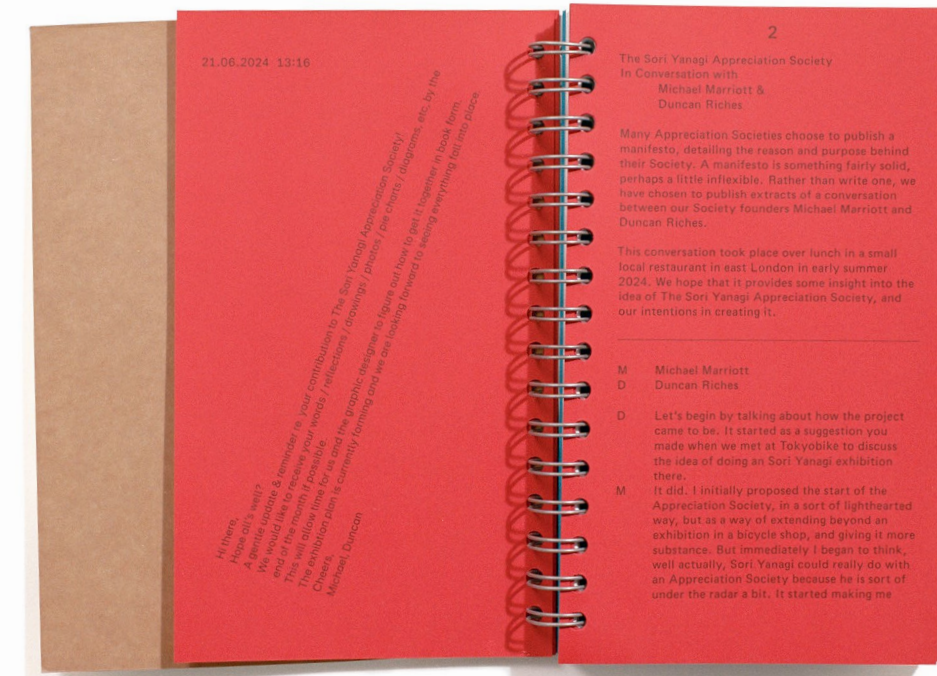 21.06.2024 13:16
Hi there,
Hope all's well?
A gentle update & reminder re. your contribution to The Sori Yanagi Appreciation Society!
We would like to receive your words / reflections / drawings / photos / pie charts / diagrams, etc, by the
end of the month if possible.
This will allow time for us and the graphic designer to figure out how to get it together in book form.
The exhibition plan is currently forming and we are looking forward to seeing everything fall into place.
Cheers,
Michael, Duncan
2
The Sori Yanagi Appreciation Society
In Conversation with
Michael Marriott &
Duncan Riches
Many Appreciation Societies choose to publish a
manifesto, detailing the reason and purpose behind
their Society. A manifesto is something fairly solid,
perhaps a little inflexible. Rather than write one, we
have chosen to publish extracts of a conversation
between our Society founders Michael Marriott and
Duncan Riches.
This conversation took place over lunch in a small
local restaurant in east London in early summer
2024. We hope that it provides some insight into the
idea of The Sori Yanagi Appreciation Society, and
our intentions in creating it.
M Michael Marriott
D Duncan Riches
D Let's begin by talking about how the project
came to be. It started as a suggestion you
made when we met at Tokyobike to discuss
the idea of doing an Sori Yanagi exhibition
there.
M It did. I initially proposed the start of the
Appreciation Society, in a sort of lighthearted
way, but as a way of extending beyond an
exhibition in a bicycle shop, and giving it more
substance. But immediately I began to think,
well actually, Sori Yanagi could really do with
an Appreciation Society because he is sort of
under the radar a bit. It started making me